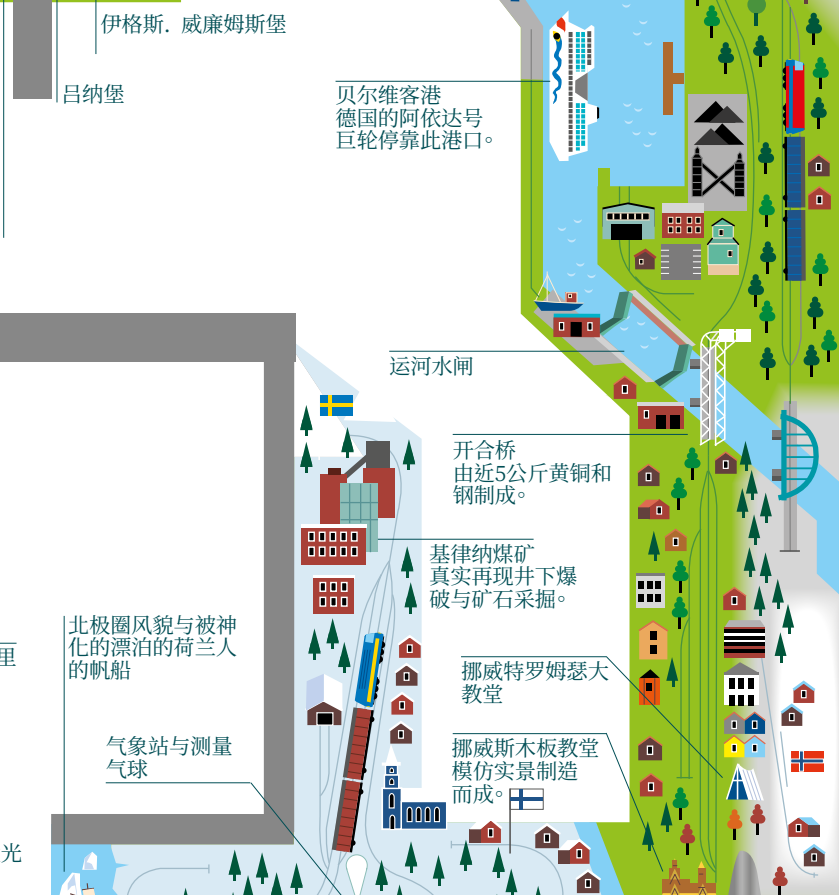 伊格斯．威廉姆斯堡
吕纳堡
贝尔维客港
德国的阿依达号
巨轮停靠此港口。
运河水闸
开合桥
由近5公斤黄铜和
钢制成。
基律纳煤矿
真实再现井下爆
破与矿石采掘。
北极圈风貌与被神
化的漂泊的荷兰人
的帆船
里
挪威特罗姆瑟大
教堂
气象站与测量
气球
挪威斯木板教堂
模仿实景制造
而成。
光